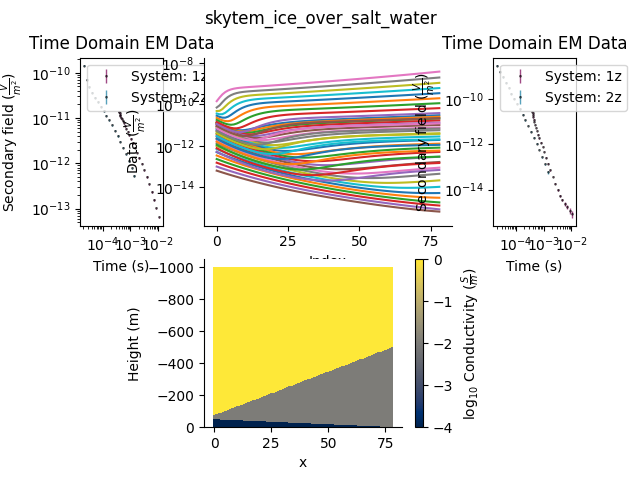 skytem_ice_over_salt_water
Time Domain EM Data
Time Domain EM Data
Secondary field (V/m²)
10⁻¹⁰
10⁻¹¹
10⁻¹²
10⁻¹³
System: 1z
System: 2z
10⁻⁴ 10⁻³ 10⁻²
Time (s)
Data (V/m²)
10⁻⁸
10⁻¹⁰
10⁻¹²
10⁻¹⁴
0 25 50 75
Index
Secondary field (V/m²)
10⁻¹⁰
10⁻¹²
10⁻¹⁴
System: 1z
System: 2z
10⁻⁴ 10⁻³ 10⁻²
Time (s)
Height (m)
−1000
−800
−600
−400
−200
0
0 25 50 75
x
0
−1
−2
−3
−4
log₁₀ Conductivity (S/m)